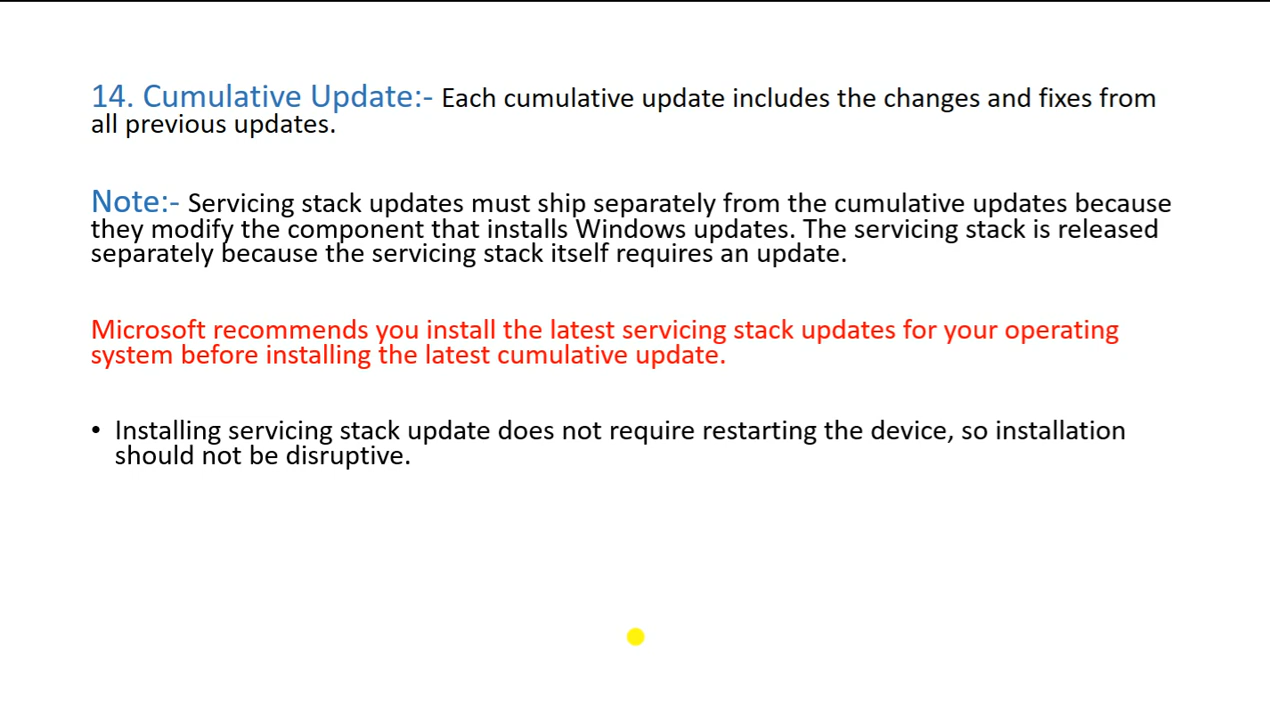 14. Cumulative Update:- Each cumulative update includes the changes and fixes from
all previous updates.
Note:- Servicing stack updates must ship separately from the cumulative updates because
they modify the component that installs Windows updates. The servicing stack is released
separately because the servicing stack itself requires an update.
Microsoft recommends you install the latest servicing stack updates for your operating
system before installing the latest cumulative update.
• Installing servicing stack update does not require restarting the device, so installation
should not be disruptive.